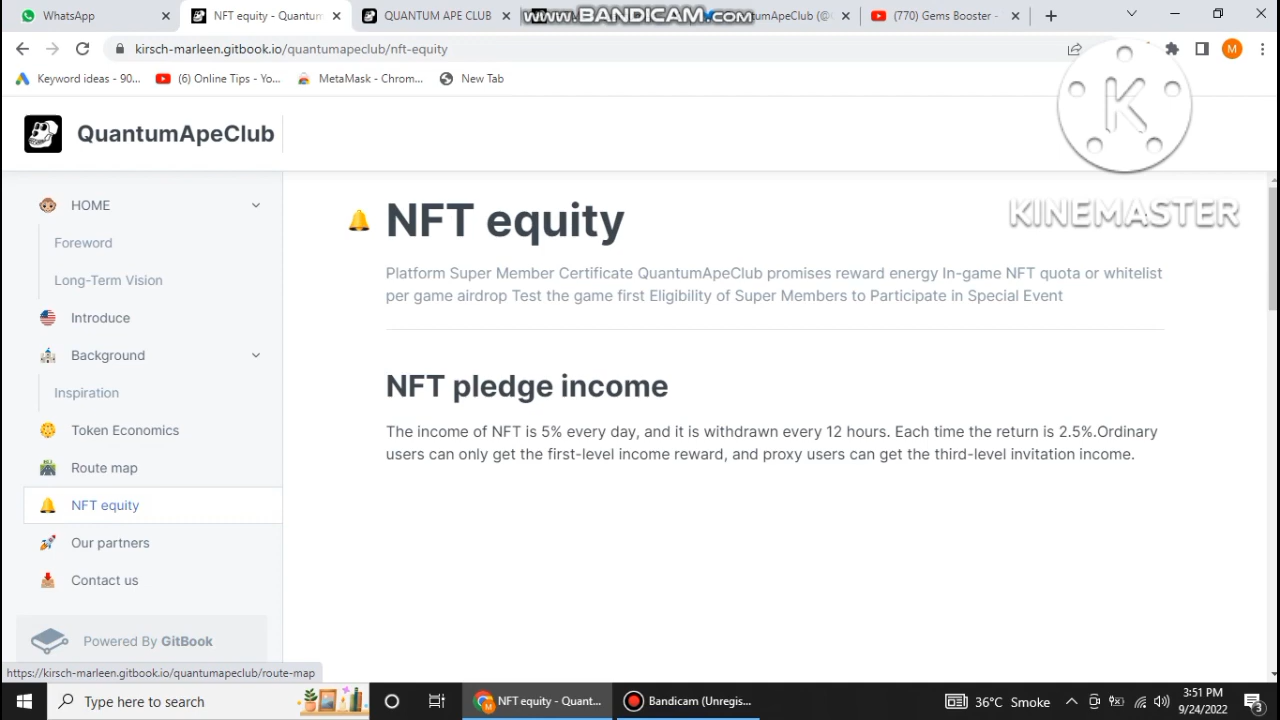 WhatsApp
NFT equity - Quantum
QUANTUM APE CLUB
WWW.BANDICAM.COM
tumApeClub (@
(770) Gems Booster -
kirsch-marleen.gitbook.io/quantumapeclub/nft-equity
M
Keyword ideas - 90...
(6) Online Tips - Yo...
MetaMask - Chrom...
New Tab
K
KINEMASTER
QuantumApeClub
HOME
Foreword
Long-Term Vision
Introduce
Background
Inspiration
Token Economics
Route map
NFT equity
Our partners
Contact us
Powered By GitBook
NFT equity
Platform Super Member Certificate QuantumApeClub promises reward energy In-game NFT quota or whitelist
per game airdrop Test the game first Eligibility of Super Members to Participate in Special Event
NFT pledge income
The income of NFT is 5% every day, and it is withdrawn every 12 hours. Each time the return is 2.5%.Ordinary
users can only get the first-level income reward, and proxy users can get the third-level invitation income.
https://kirsch-marleen.gitbook.io/quantumapeclub/route-map
Type here to search
NFT equity - Quant...
Bandicam (Unregis...
36°C Smoke
3:51 PM
9/24/2022
3